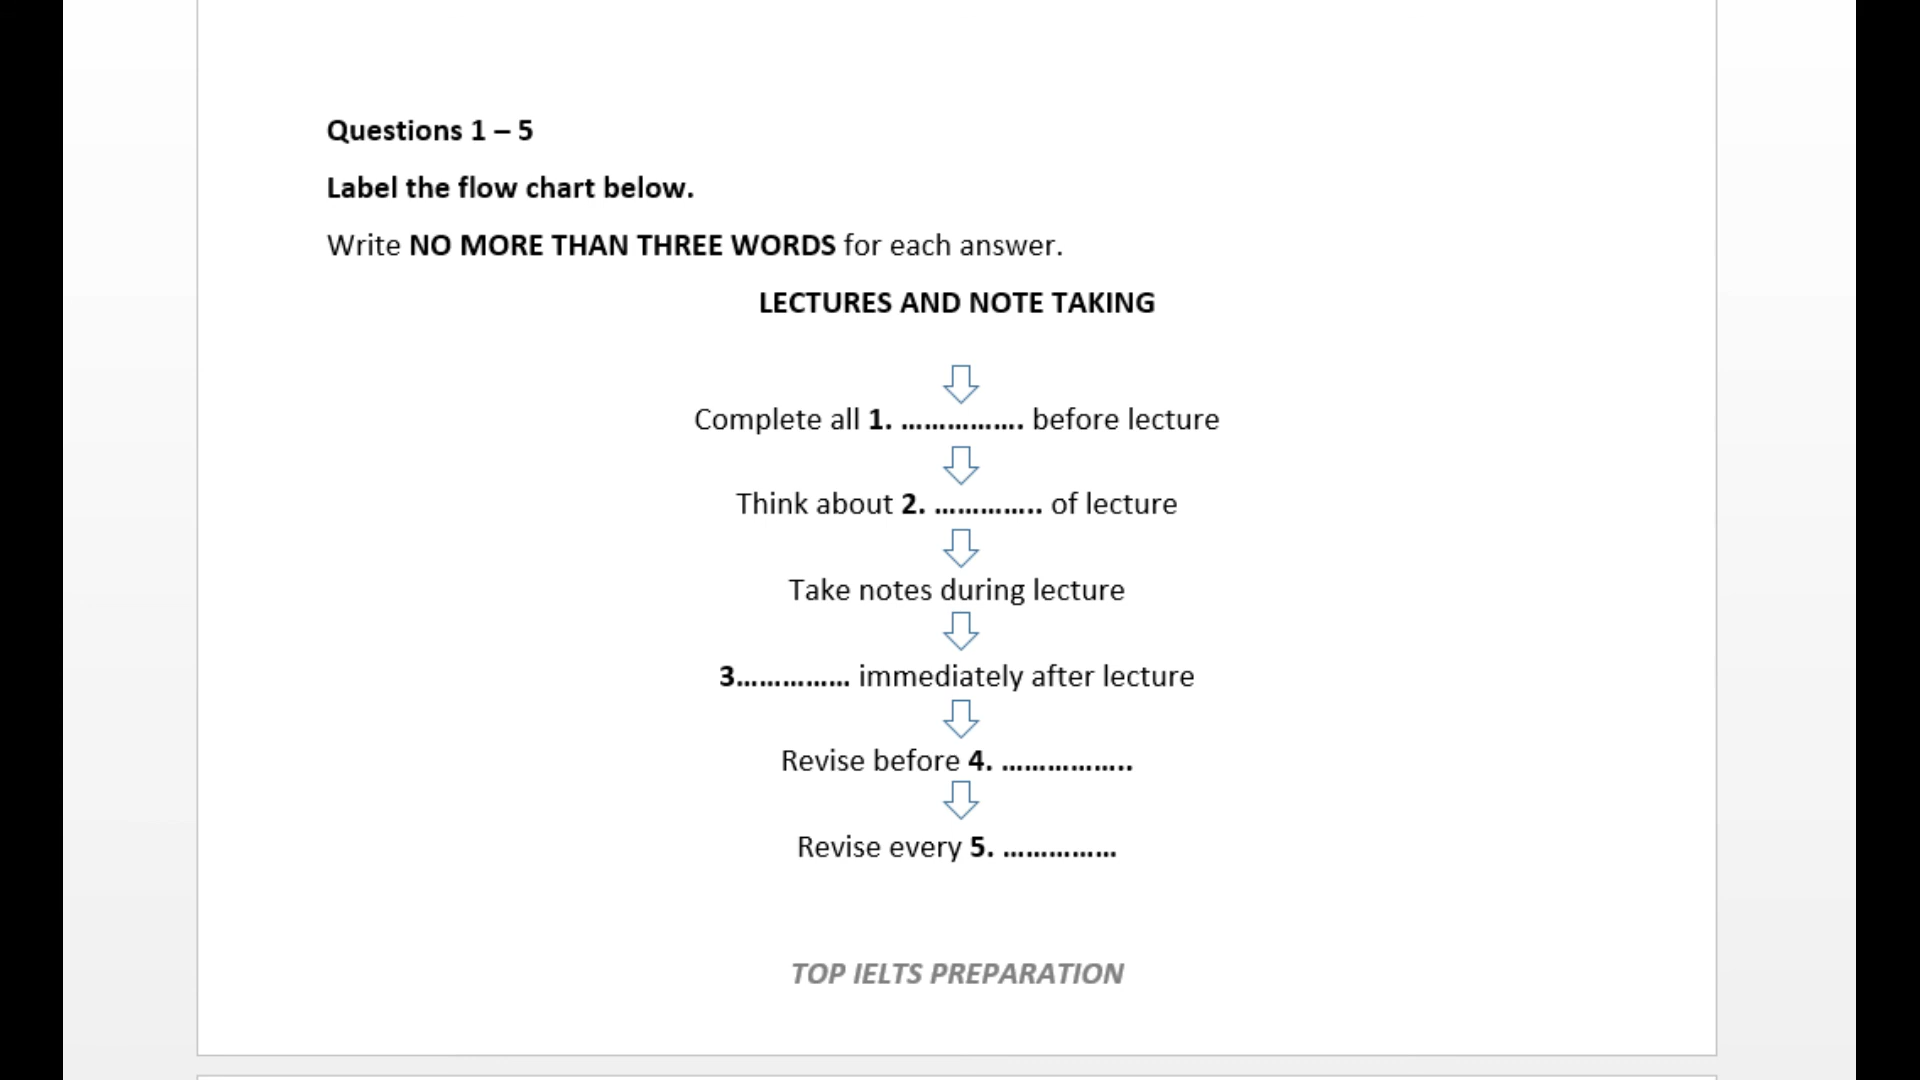 Questions 1 – 5
Label the flow chart below.
Write NO MORE THAN THREE WORDS for each answer.
LECTURES AND NOTE TAKING
Complete all 1. ……………. before lecture
Think about 2. ………….. of lecture
Take notes during lecture
3…………… immediately after lecture
Revise before 4. ……………..
Revise every 5. ……………
TOP IELTS PREPARATION